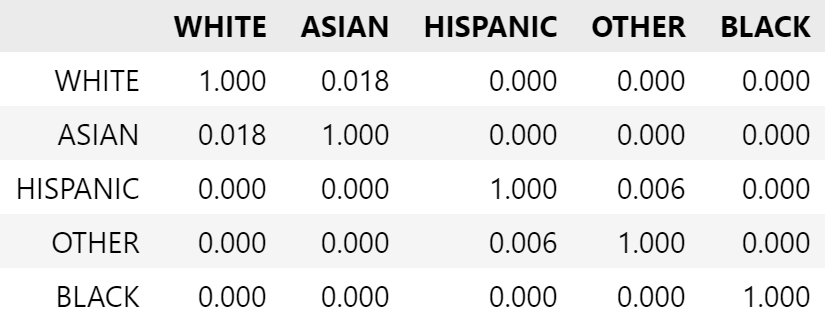 WHITE ASIAN HISPANIC OTHER BLACK
WHITE 1.000 0.018 0.000 0.000 0.000
ASIAN 0.018 1.000 0.000 0.000 0.000
HISPANIC 0.000 0.000 1.000 0.006 0.000
OTHER 0.000 0.000 0.006 1.000 0.000
BLACK 0.000 0.000 0.000 0.000 1.000